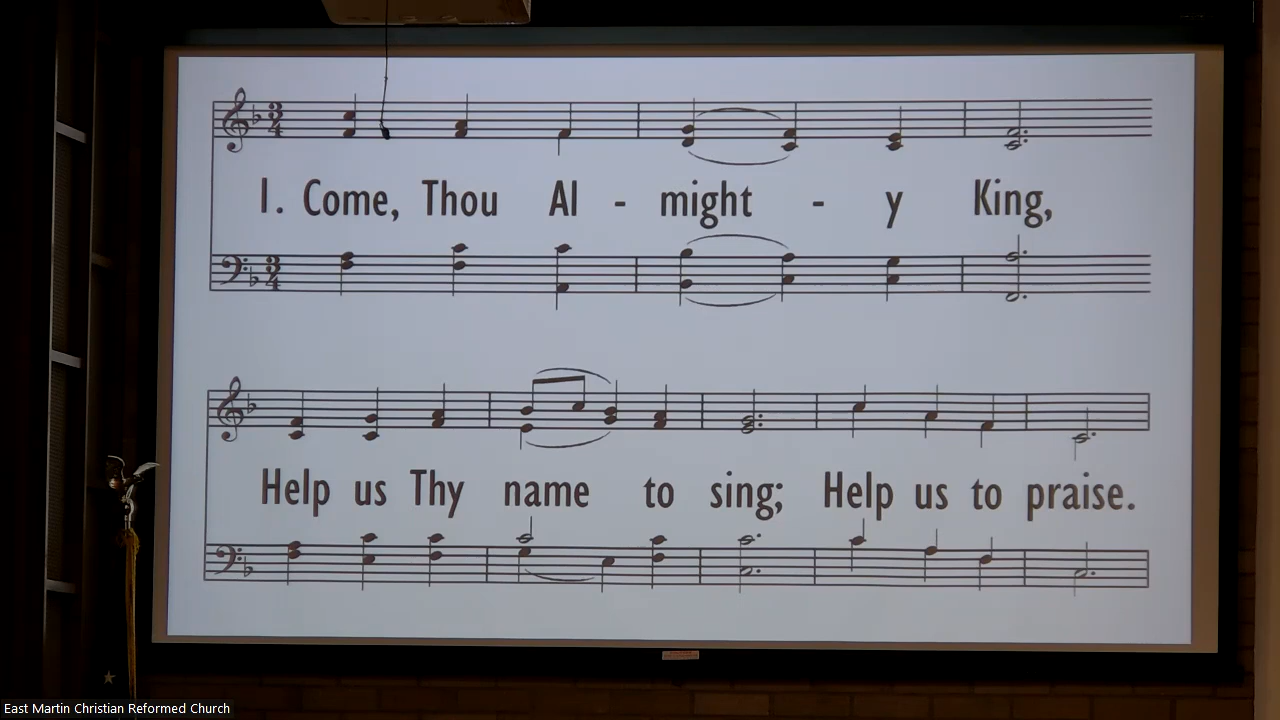 1. Come, Thou Al - might - y King,
Help us Thy name to sing; Help us to praise.
East Martin Christian Reformed Church